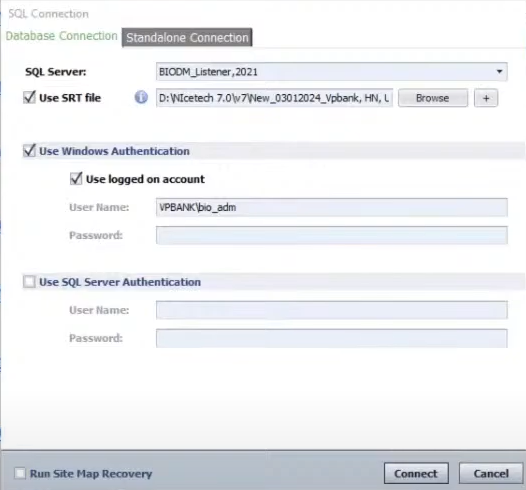 SQL Connection
Database Connection Standalone Connection
SQL Server: BIODM_Listener,2021
Use SRT file D:\NIcetech 7.0\v7\New_03012024_Vpbank, HN, L Browse +
Use Windows Authentication
Use logged on account
User Name: VPBANK\bio_adm
Password:
Use SQL Server Authentication
User Name:
Password:
Run Site Map Recovery Connect Cancel